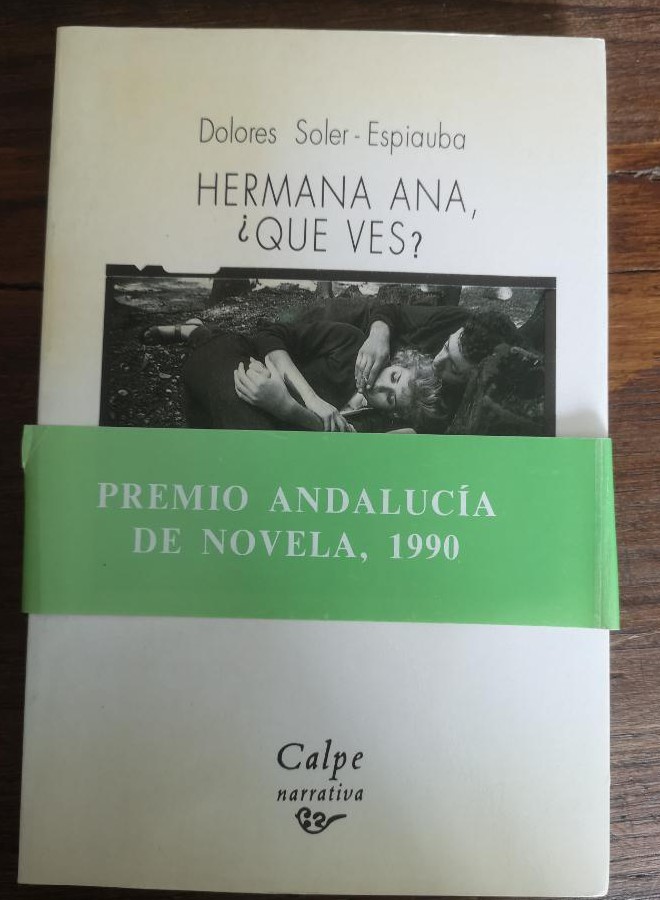 Dolores Soler-Espiauba
HERMANA ANA,
¿QUE VES?
PREMIO ANDALUCÍA
DE NOVELA, 1990
Calpe
narrativa